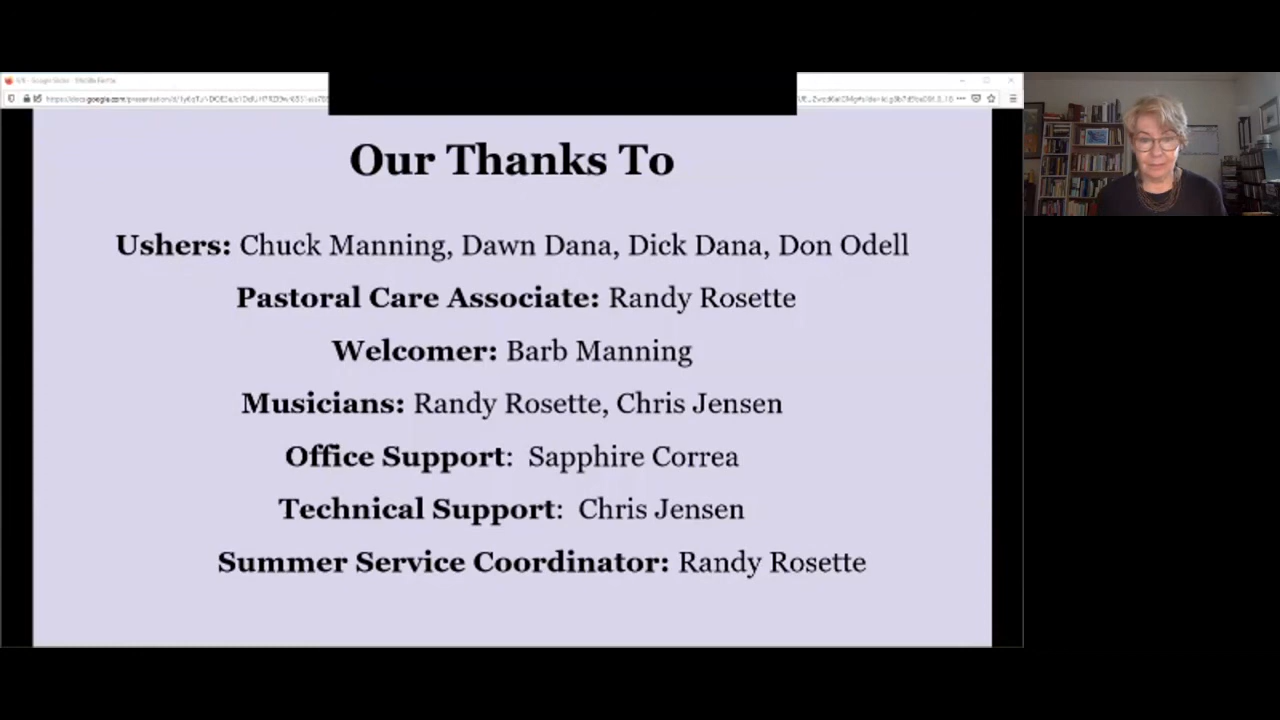 Our Thanks To
Ushers: Chuck Manning, Dawn Dana, Dick Dana, Don Odell
Pastoral Care Associate: Randy Rosette
Welcomer: Barb Manning
Musicians: Randy Rosette, Chris Jensen
Office Support:  Sapphire Correa
Technical Support:  Chris Jensen
Summer Service Coordinator: Randy Rosette